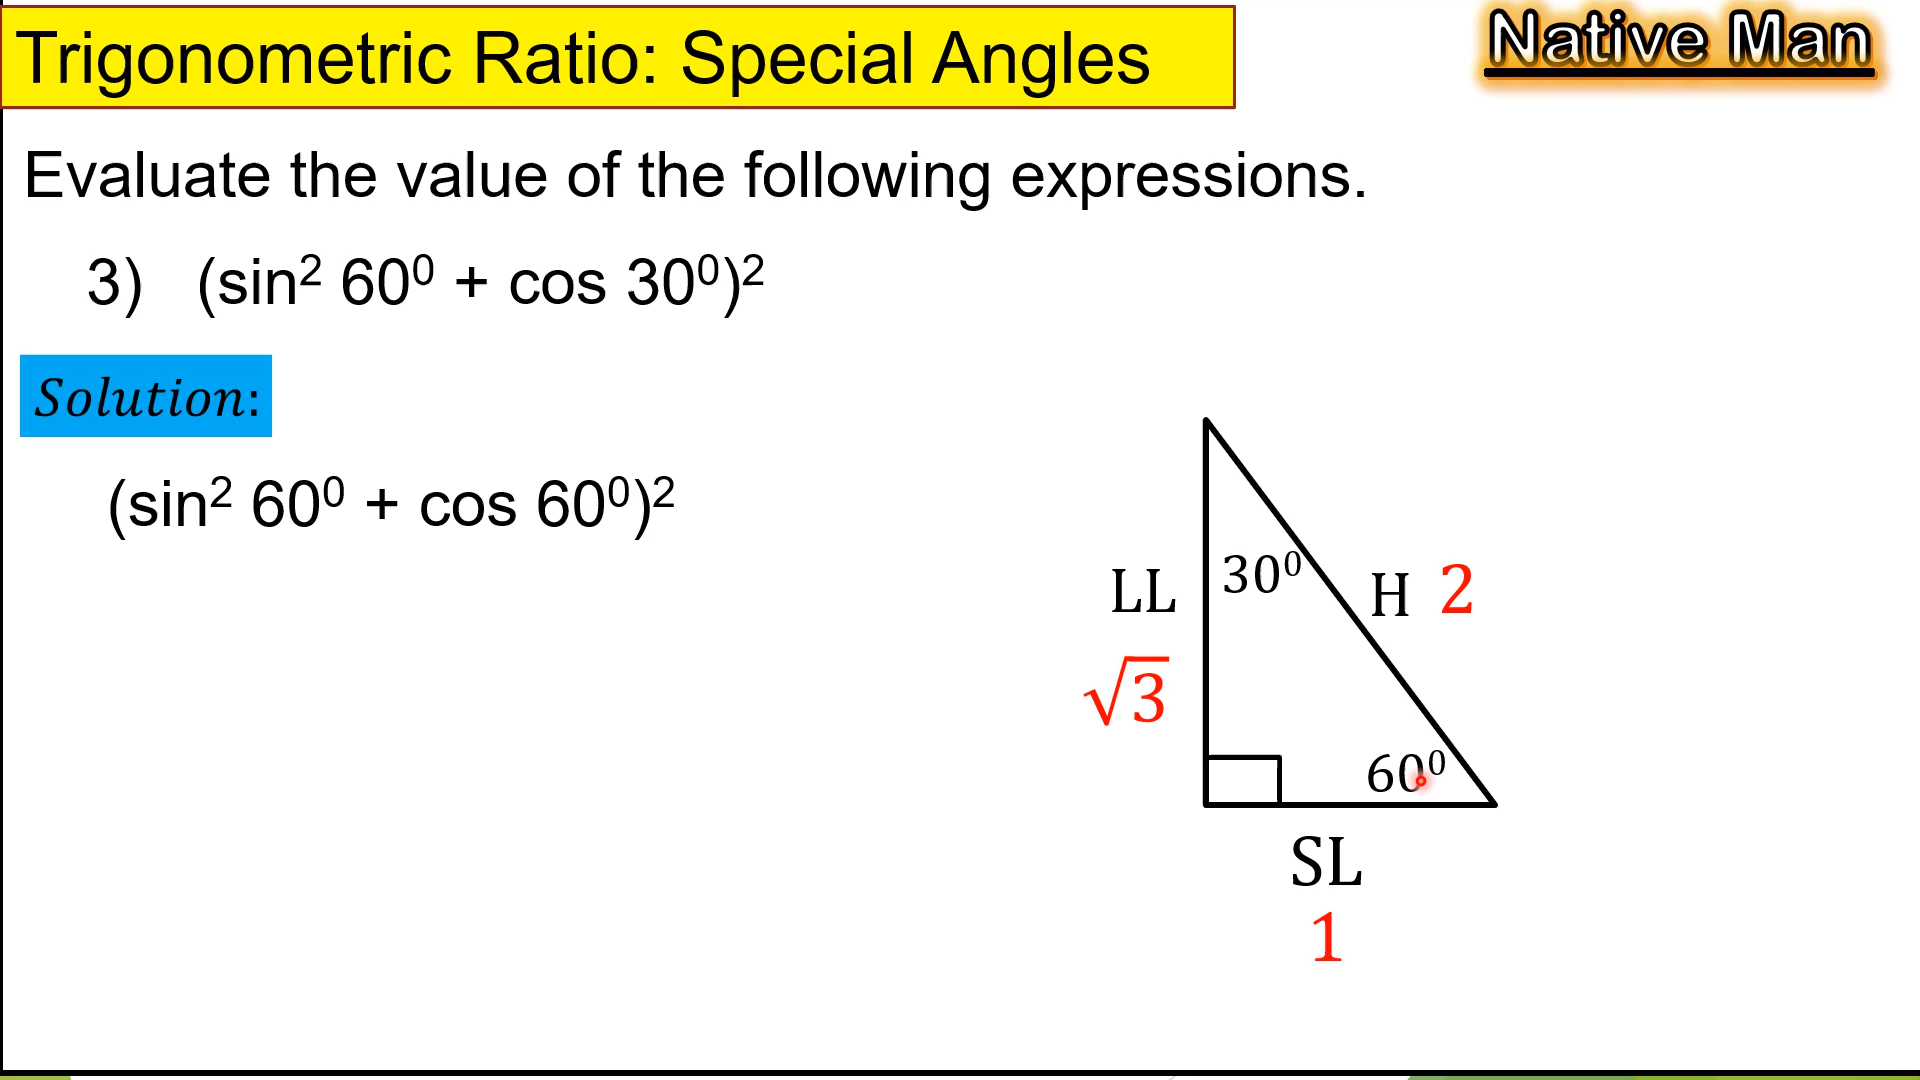 Trigonometric Ratio: Special Angles
Native Man
Evaluate the value of the following expressions.
3) (sin² 60⁰ + cos 30⁰)²
Solution:
(sin² 60⁰ + cos 60⁰)²
30⁰
LL
H 2
√3
60⁰
SL
1